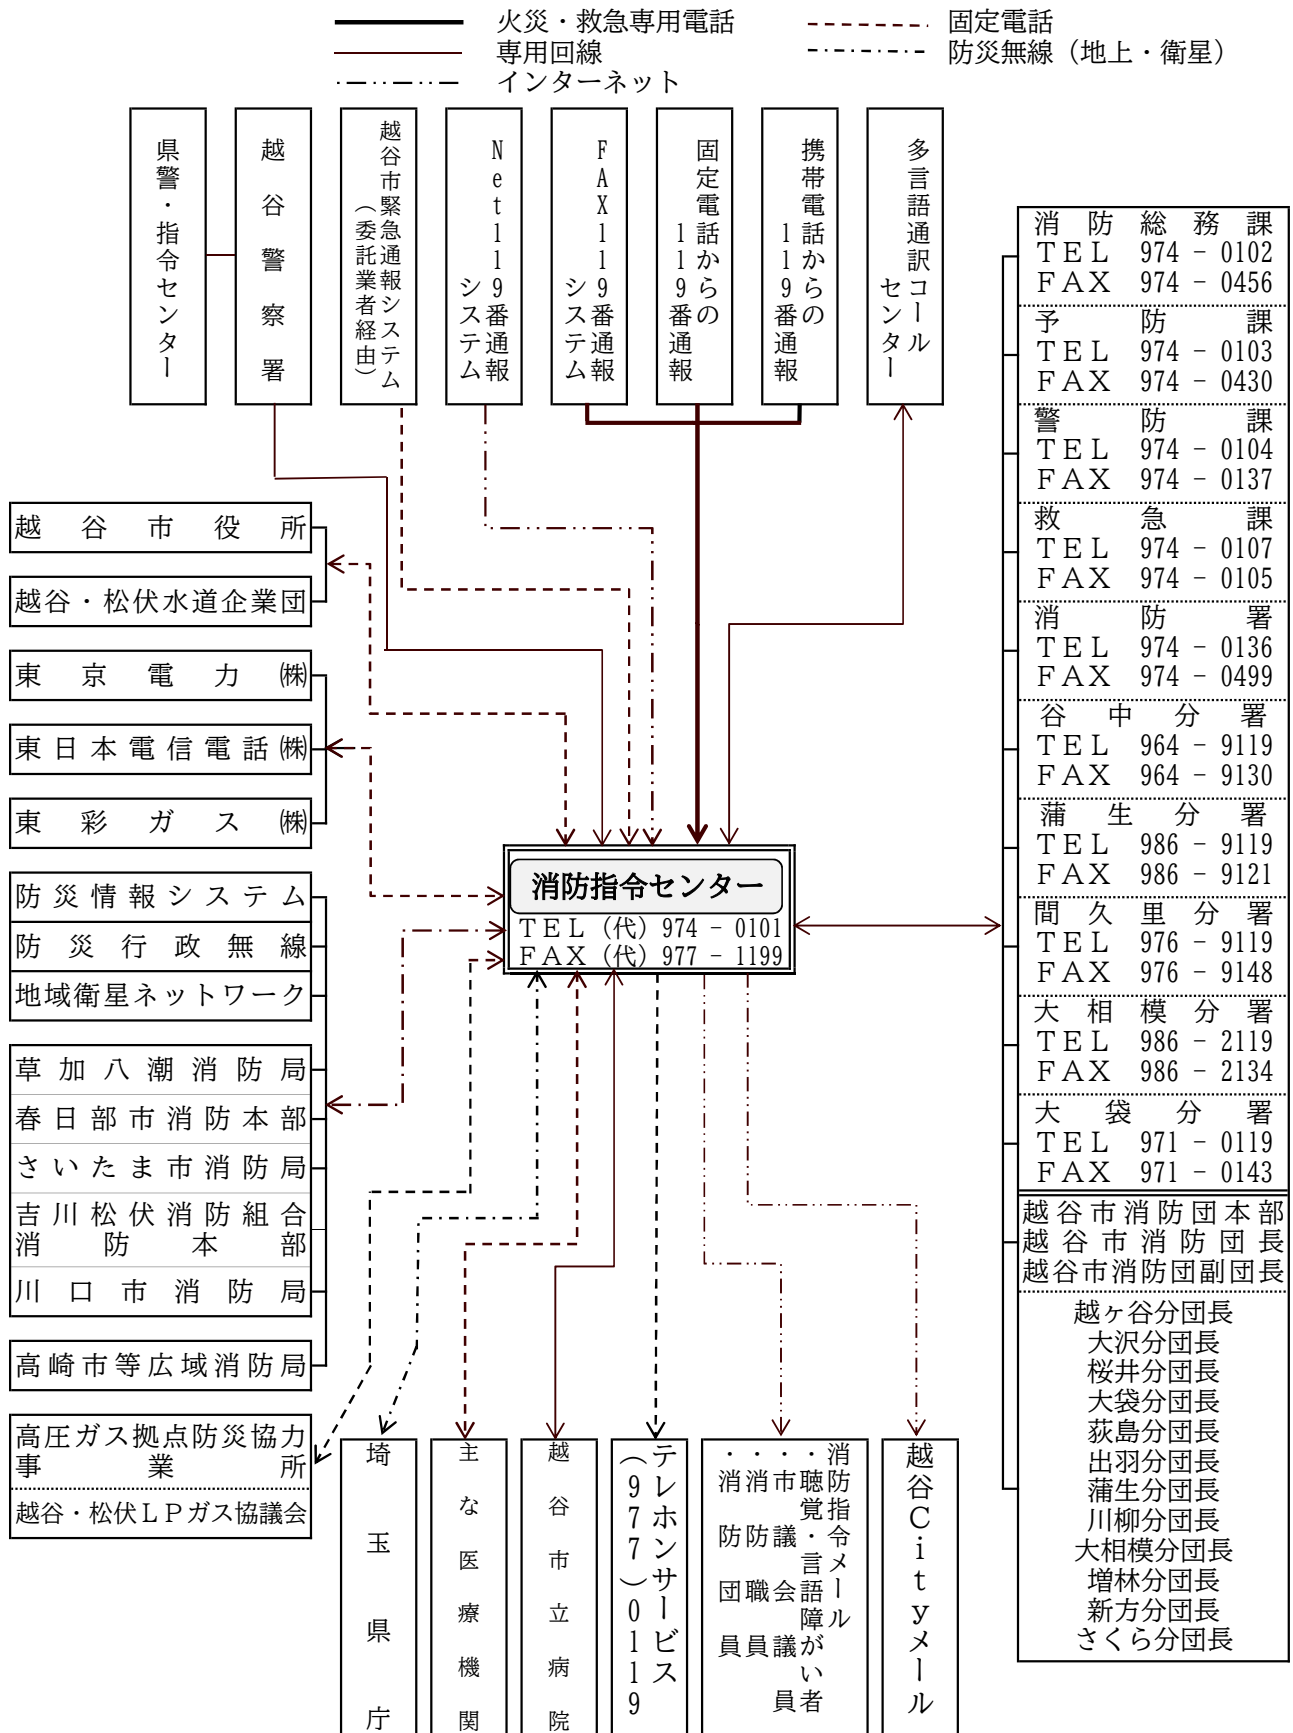 火災・救急専用電話
固定電話
専用回線
防災無線（地上・衛星）
インターネット
県警・指令センター
越谷警察署
越谷市緊急通報システム
（委託業者経由）
Net119番通報
システム
FAX119番通報
システム
固定電話からの
119番通報
携帯電話からの
119番通報
多言語通訳コール
センター
越谷市役所
越谷・松伏水道企業団
東京電力㈱
東日本電信電話㈱
東彩ガス㈱
防災情報システム
防災行政無線
地域衛星ネットワーク
草加八潮消防局
春日部市消防本部
さいたま市消防局
吉川松伏消防組合
消防本部
川口市消防局
高崎市等広域消防局
高圧ガス拠点防災協力
事業所
越谷・松伏ＬＰガス協議会
消防指令センター
ＴＥＬ（代）974－0101
ＦＡＸ（代）977－1199
消防総務課
ＴＥＬ　974－0102
ＦＡＸ　974－0456
予防課
ＴＥＬ　974－0103
ＦＡＸ　974－0430
警防課
ＴＥＬ　974－0104
ＦＡＸ　974－0137
救急課
ＴＥＬ　974－0107
ＦＡＸ　974－0105
消防署
ＴＥＬ　974－0136
ＦＡＸ　974－0499
谷中分署
ＴＥＬ　964－9119
ＦＡＸ　964－9130
蒲生分署
ＴＥＬ　986－9119
ＦＡＸ　986－9121
間久里分署
ＴＥＬ　976－9119
ＦＡＸ　976－9148
大相模分署
ＴＥＬ　986－2119
ＦＡＸ　986－2134
大袋分署
ＴＥＬ　971－0119
ＦＡＸ　971－0143
越谷市消防団本部
越谷市消防団長
越谷市消防団副団長
越ヶ谷分団長
大沢分団長
桜井分団長
大袋分団長
荻島分団長
出羽分団長
蒲生分団長
川柳分団長
大相模分団長
増林分団長
新方分団長
さくら分団長
埼玉県庁
主な医療機関
越谷市立病院
テレホンサービス
（977）0119
消防指令メール
・聴覚・言語障がい者
・市議会議員
・消防職員
・消防団員
越谷Ｃｉｔｙメール